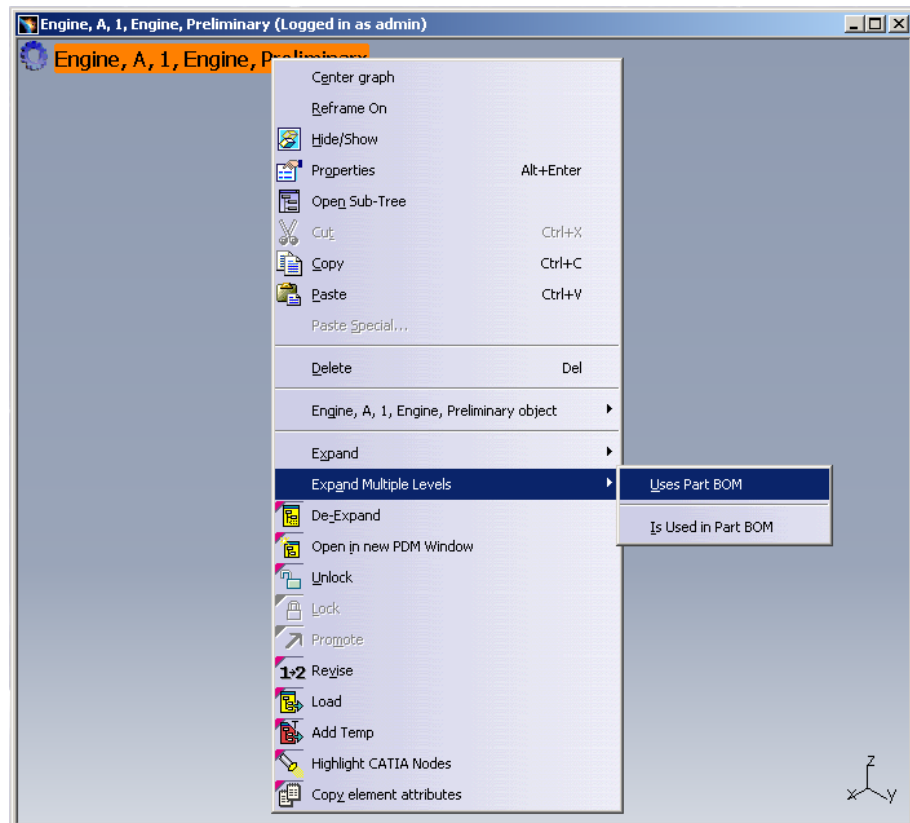 Engine, A, 1, Engine, Preliminary (Logged in as admin)
Engine, A, 1, Engine, Preliminary
Center graph
Reframe On
Hide/Show
Properties Alt+Enter
Open Sub-Tree
Cut Ctrl+X
Copy Ctrl+C
Paste Ctrl+V
Paste Special...
Delete Del
Engine, A, 1, Engine, Preliminary object
Expand
Expand Multiple Levels Uses Part BOM
De-Expand
Is Used in Part BOM
Open in new PDM Window
Unlock
Lock
Promote
1→2 Revise
Load
Add Temp
Highlight CATIA Nodes
Copy element attributes
z
x y